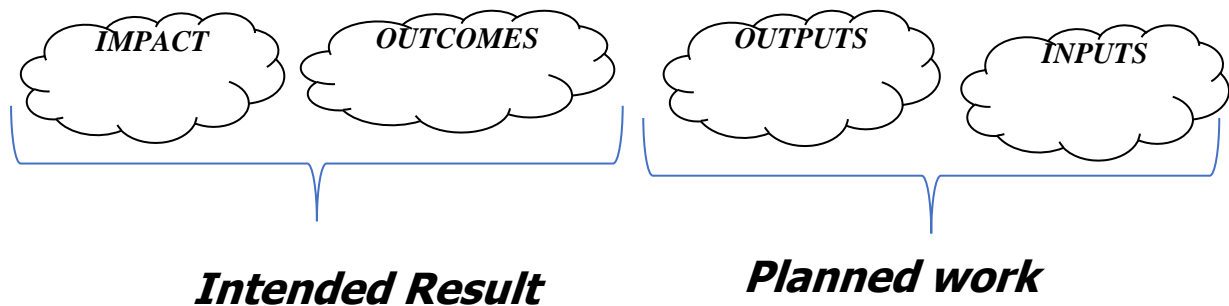 IMPACT
OUTCOMES
OUTPUTS
INPUTS
Intended Result
Planned work